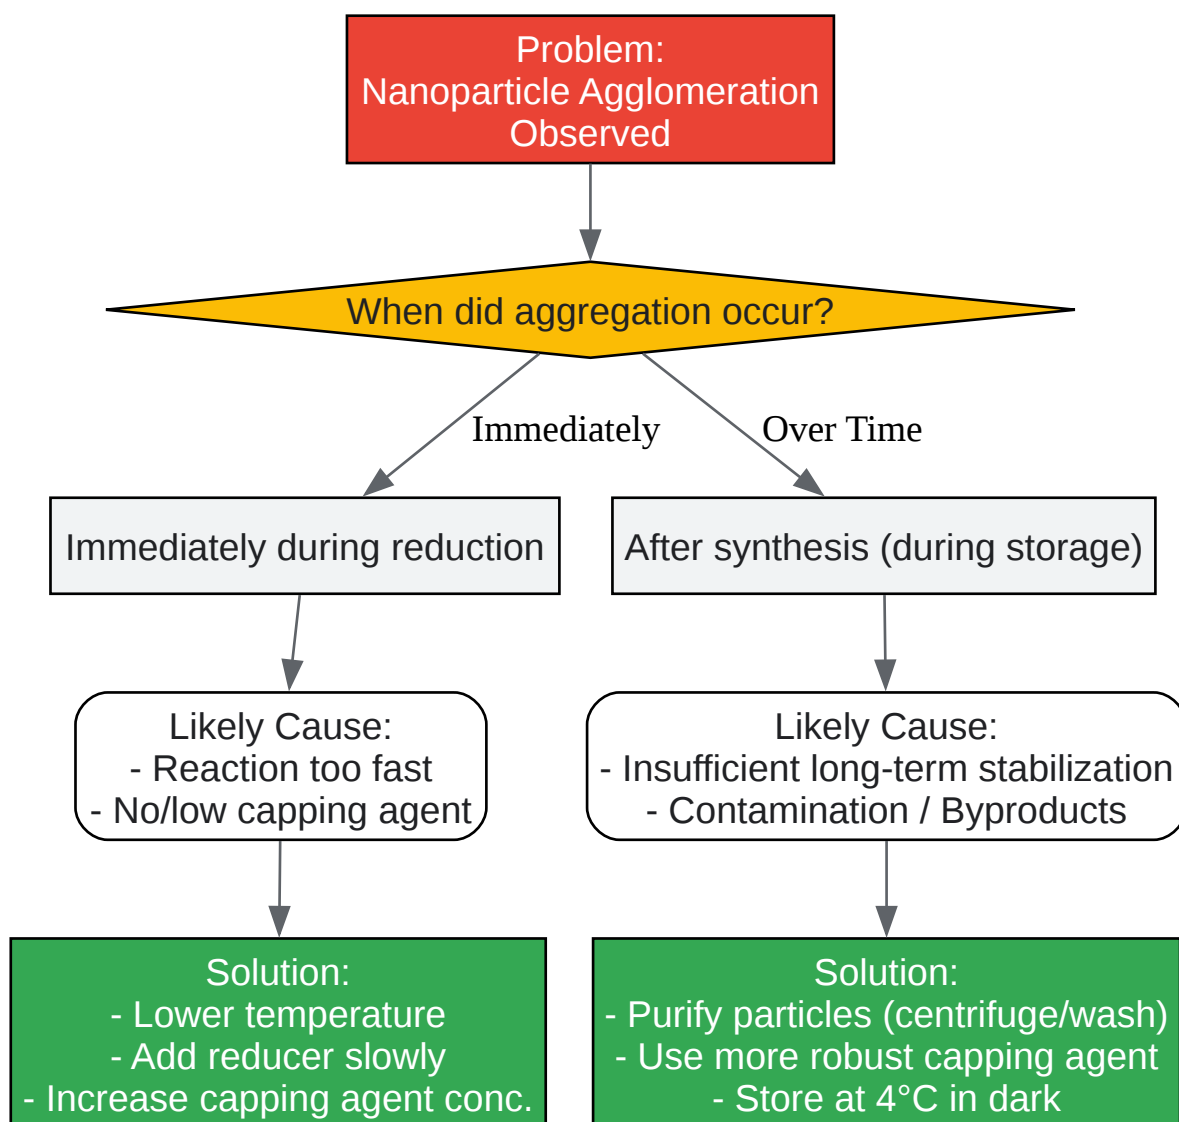 Problem:
Nanoparticle Agglomeration
Observed
When did aggregation occur?
Immediately
Over Time
Immediately during reduction
After synthesis (during storage)
Likely Cause:
- Reaction too fast
- No/low capping agent
Likely Cause:
- Insufficient long-term stabilization
- Contamination / Byproducts
Solution:
- Lower temperature
- Add reducer slowly
- Increase capping agent conc.
Solution:
- Purify particles (centrifuge/wash)
- Use more robust capping agent
- Store at 4°C in dark